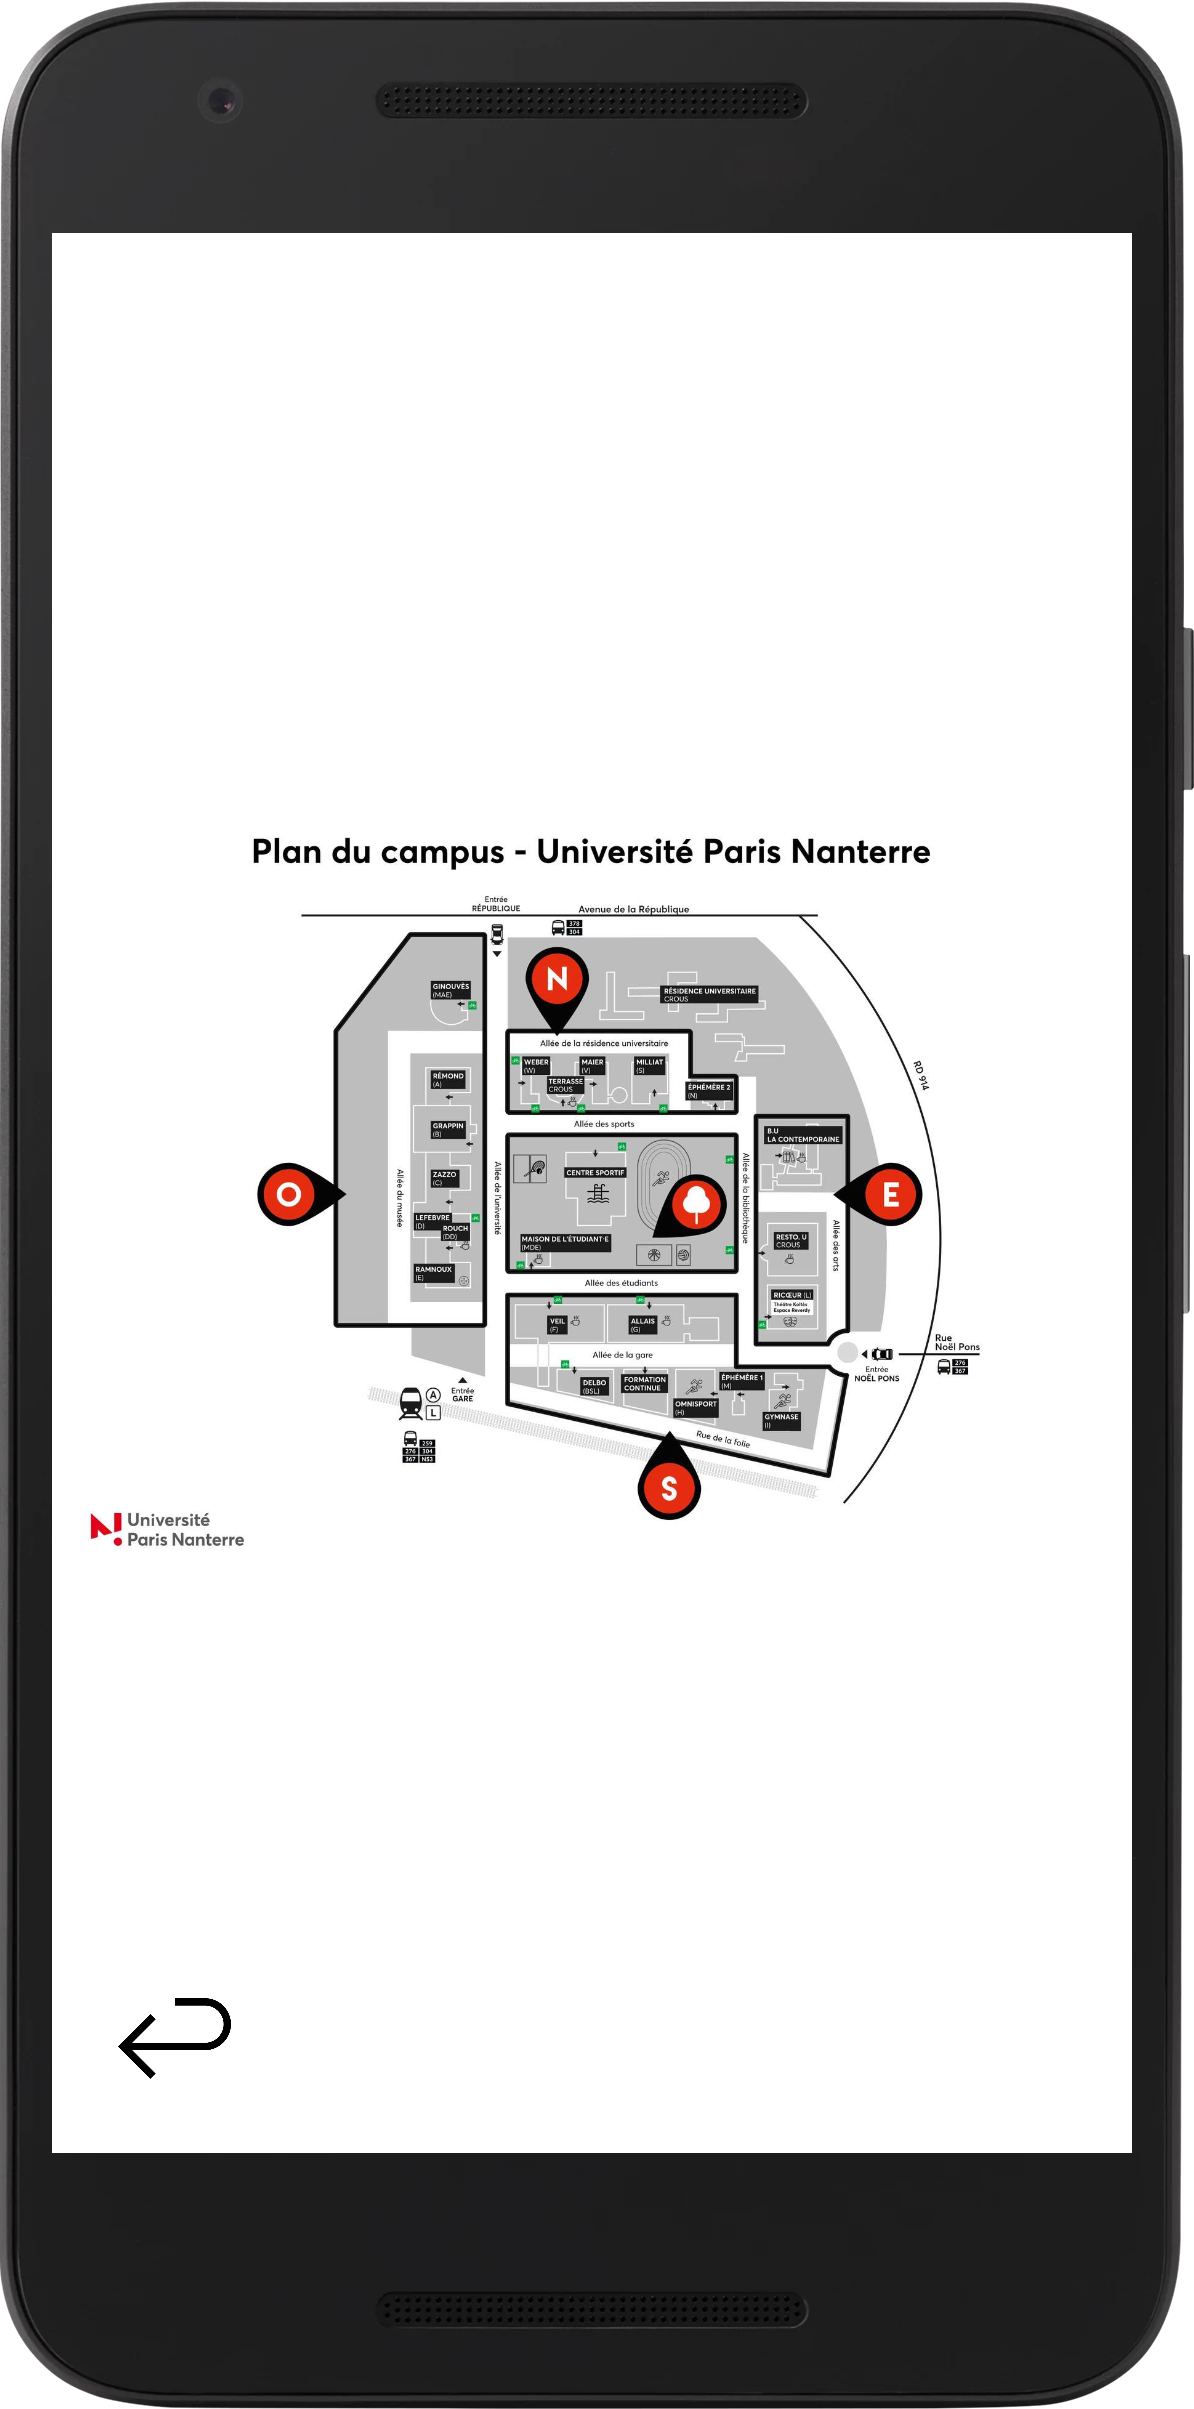 Plan du campus - Université Paris Nanterre
Entrée
RÉPUBLIQUE
Avenue de la République
378
304
N
GINOUVÈS
(MAE)
RÉSIDENCE UNIVERSITAIRE
CROUS
Allée de la résidence universitaire
WEBER
(W)
MAIER
(V)
MILLIAT
(S)
TERRASSE
CROUS
ÉPHÉMÈRE 2
(N)
RD 914
RÉMOND
(A)
GRAPPIN
(B)
ZAZZO
(C)
LEFEBVRE
(D)
ROUCH
(DD)
RAMNOUX
(E)
Allée du musée
Allée de l'université
Allée des sports
CENTRE SPORTIF
MAISON DE L'ÉTUDIANT·E
(MDE)
Allée de la bibliothèque
B.U
LA CONTEMPORAINE
O
E
RESTO. U
CROUS
Allée des arts
RICŒUR (L)
Théâtre Koltès
Espace Reverdy
Allée des étudiants
VEIL
(F)
ALLAIS
(G)
Allée de la gare
DELBO
(BSL)
FORMATION
CONTINUE
OMNISPORT
(H)
ÉPHÉMÈRE 1
(M)
GYMNASE
(I)
Rue de la folie
Rue
Noël Pons
276
367
Entrée
NOËL PONS
Entrée
GARE
A
L
259
276 304
367 N53
S
Université
Paris Nanterre